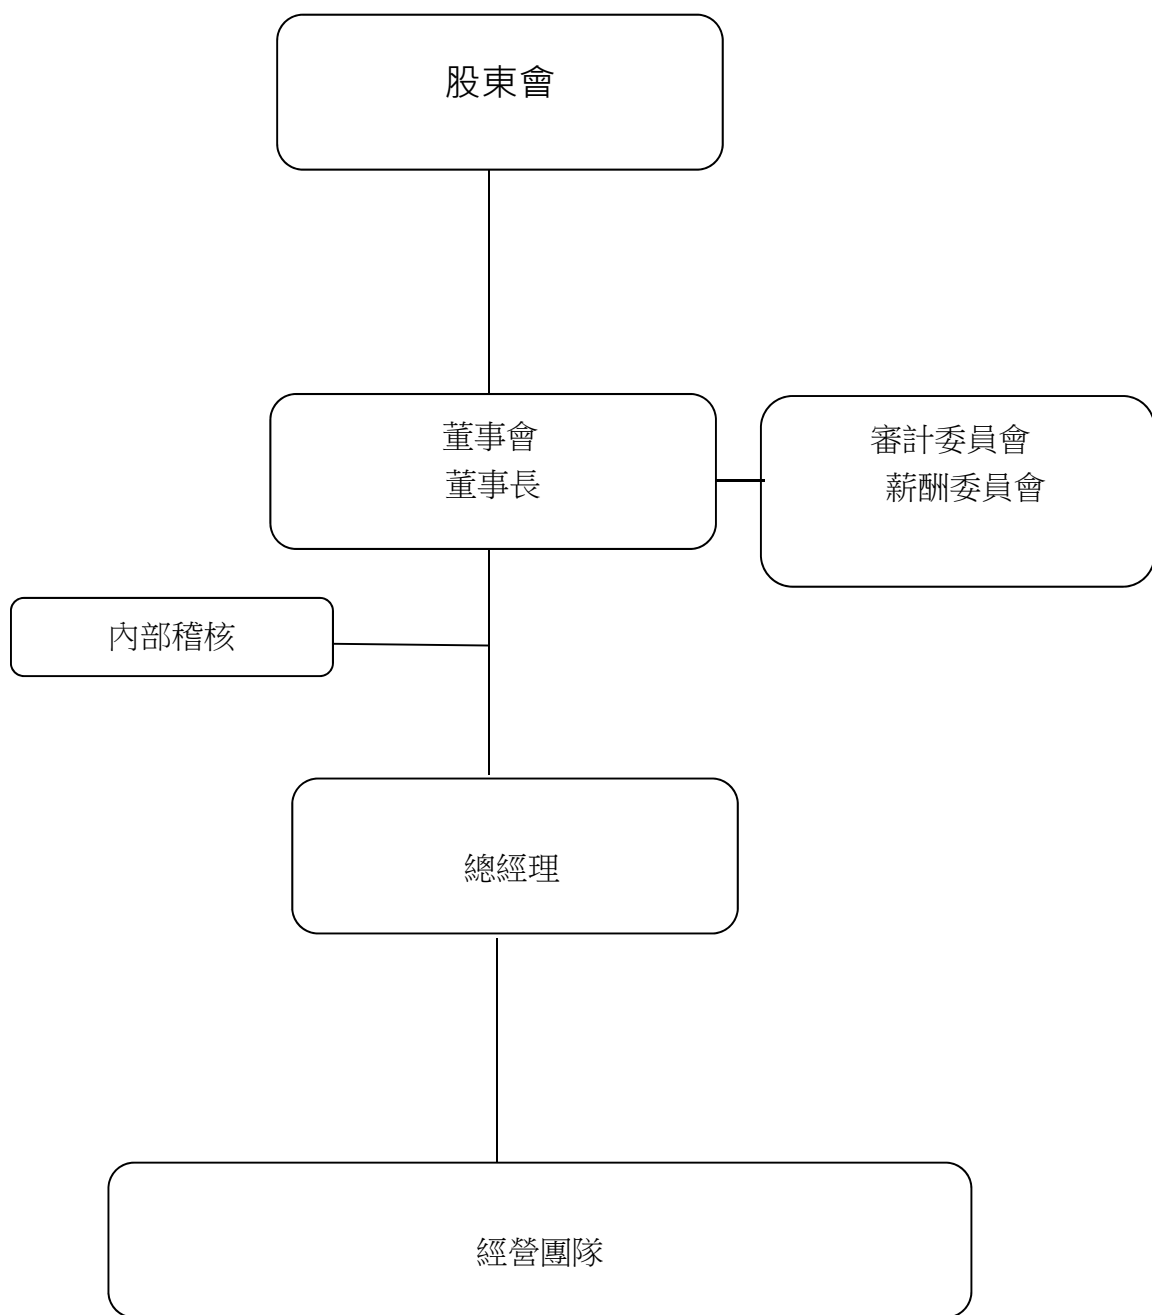 股東會
董事會
董事長
審計委員會
薪酬委員會
內部稽核
總經理
經營團隊